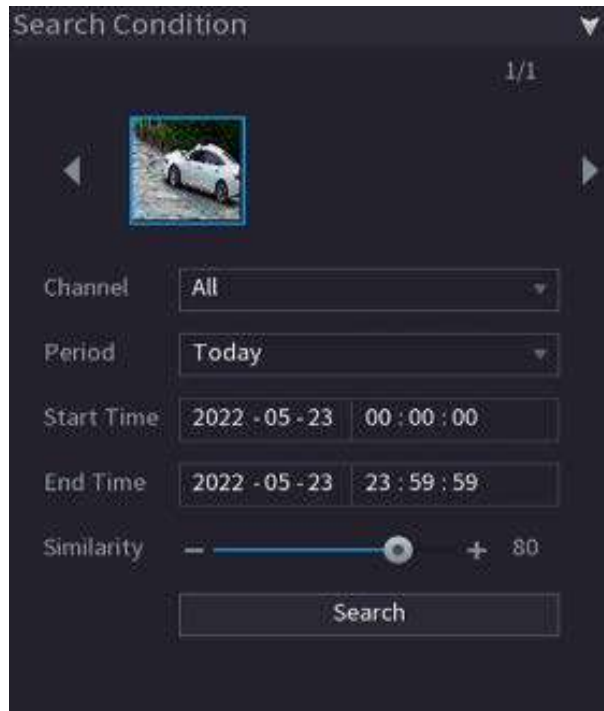 Search Condition
1/1
Channel All
Period Today
Start Time 2022 - 05 - 23 00 : 00 : 00
End Time 2022 - 05 - 23 23 : 59 : 59
Similarity − + 80
Search